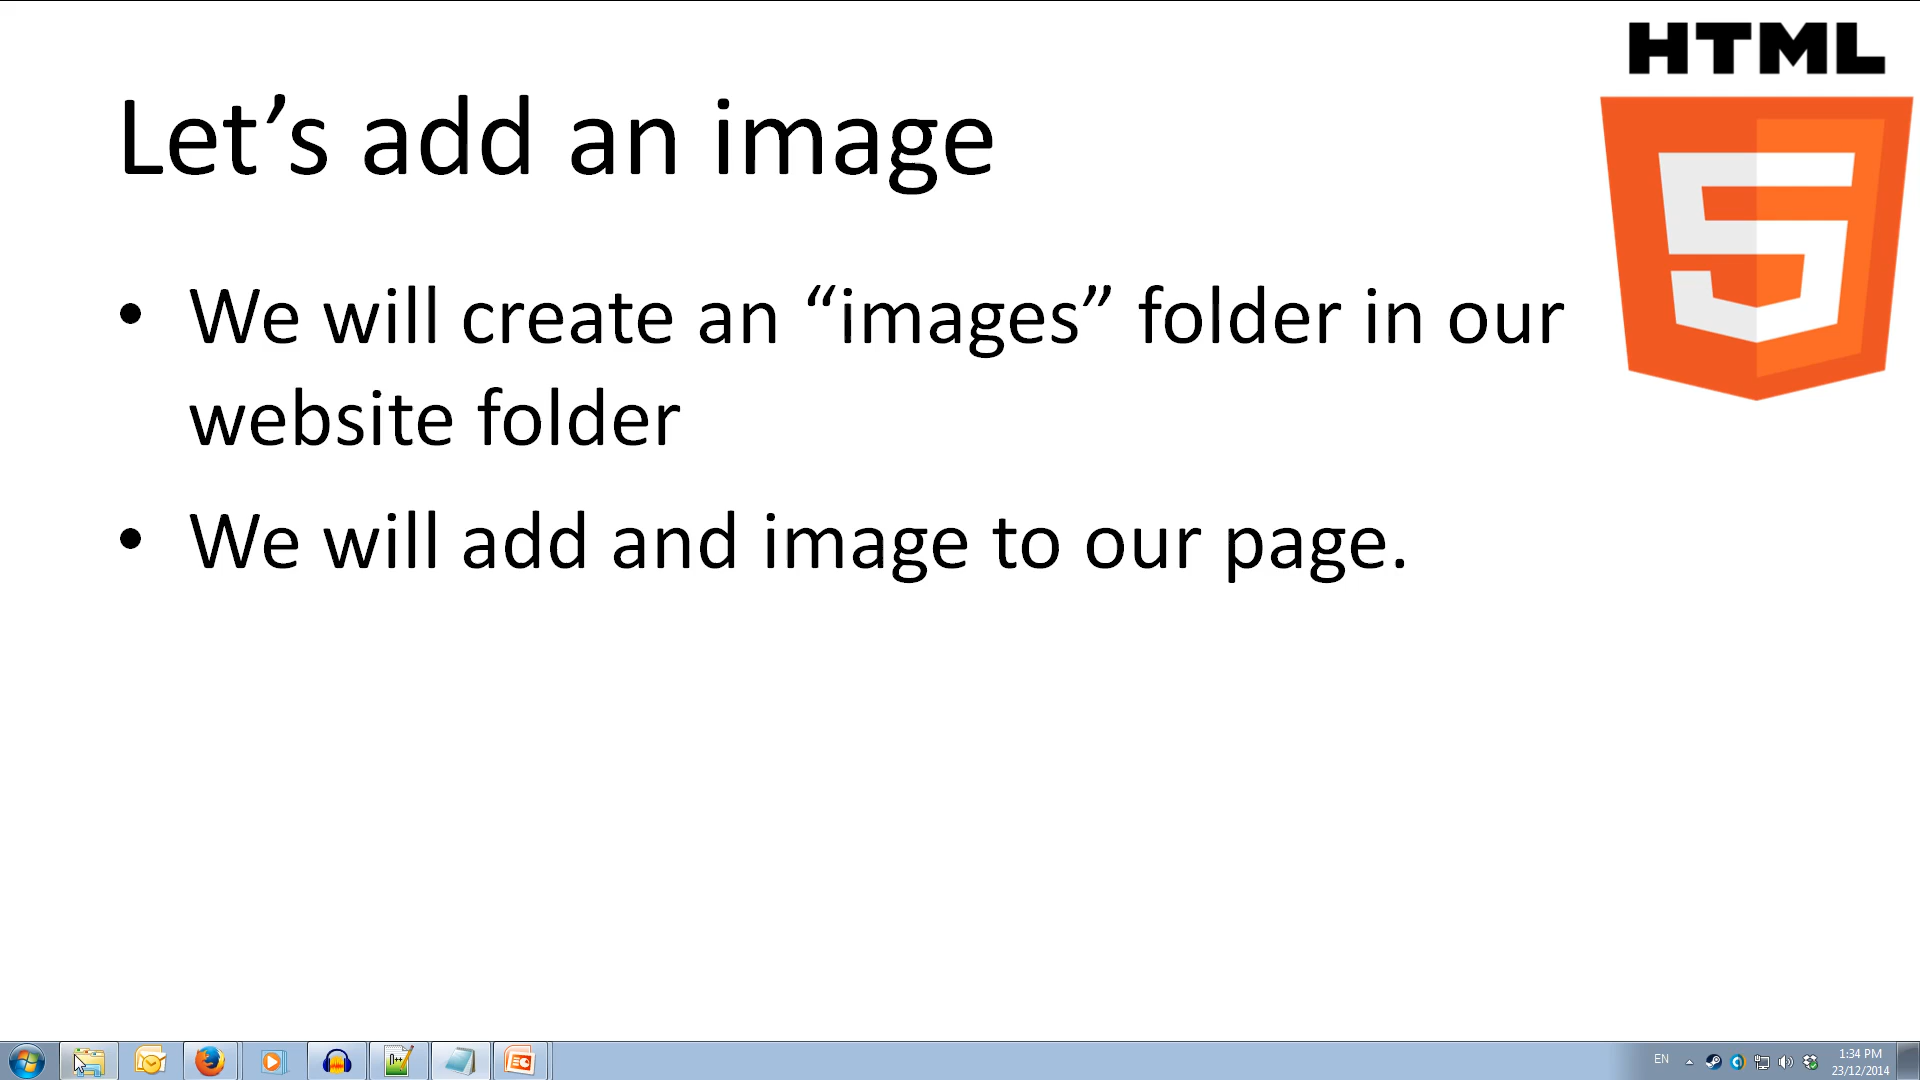 HTML
5
Let’s add an image
• We will create an “images” folder in our
website folder
• We will add and image to our page.
EN
1:34 PM
23/12/2014